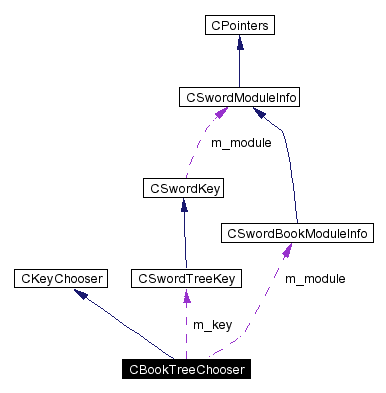 CPointers
CSwordModuleInfo
m_module
CSwordKey
CSwordBookModuleInfo
CKeyChooser
CSwordTreeKey
m_module
m_key
CBookTreeChooser